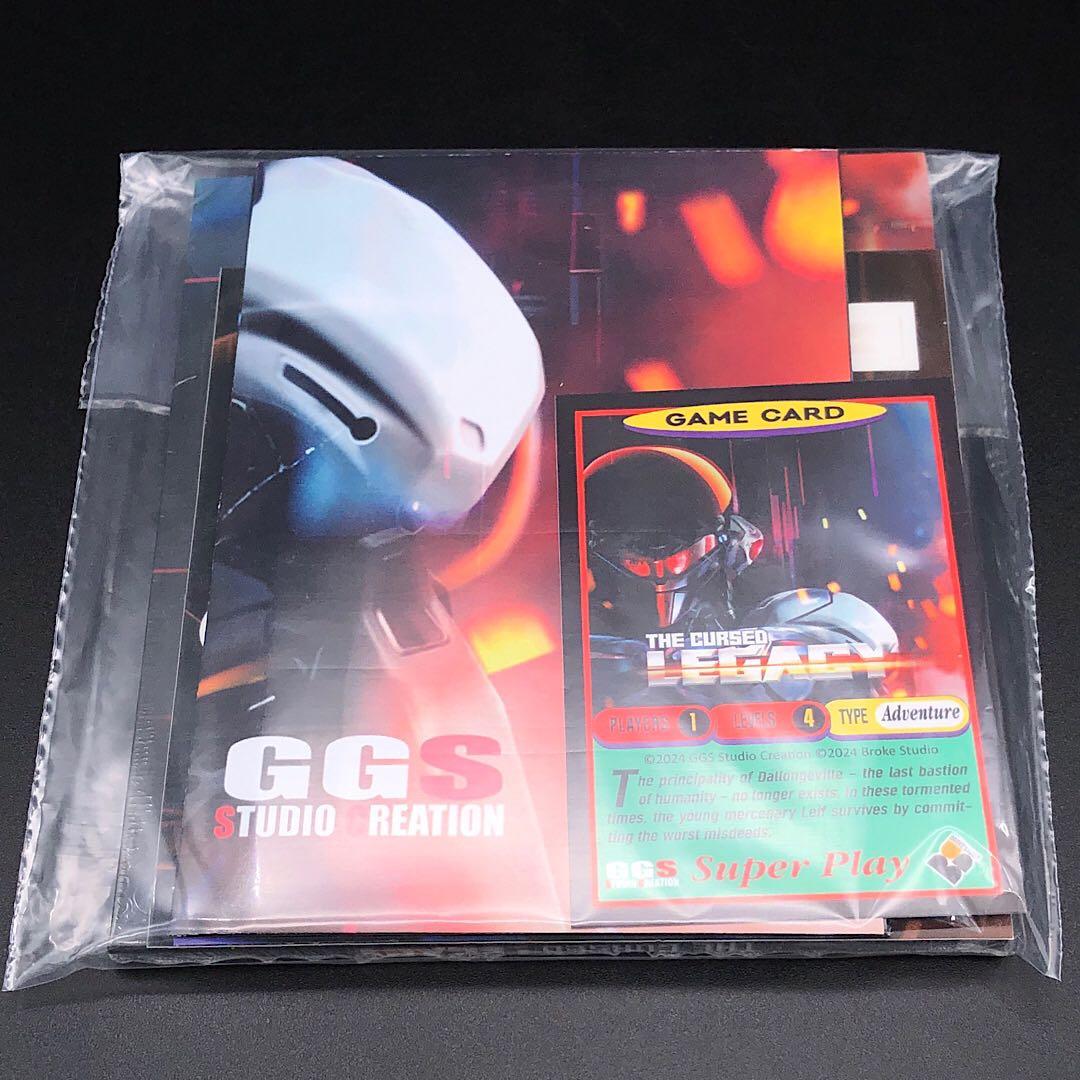 GAME CARD
THE CURSED
LEGACY
PLAYERS 1 LEVELS 4 TYPE Adventure
©2024 GGS Studio Creation ©2024 Broke Studio
The principality of Dallongeville – the last bastion
of humanity – no longer exists. In these tormented
times, the young mercenary Leif survives by commit-
ting the worst misdeeds.
GGS
STUDIO CREATION
Super Play
GGS
STUDIO CREATION